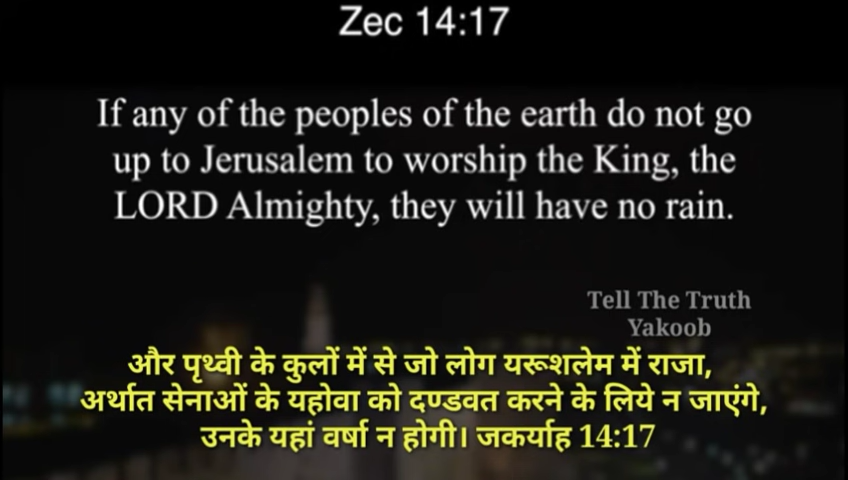 Zec 14:17
If any of the peoples of the earth do not go
up to Jerusalem to worship the King, the
LORD Almighty, they will have no rain.
Tell The Truth
Yakoob
और पृथ्वी के कुलों में से जो लोग यरूशलेम में राजा,
अर्थात सेनाओं के यहोवा को दण्डवत करने के लिये न जाएंगे,
उनके यहां वर्षा न होगी। जकर्याह 14:17